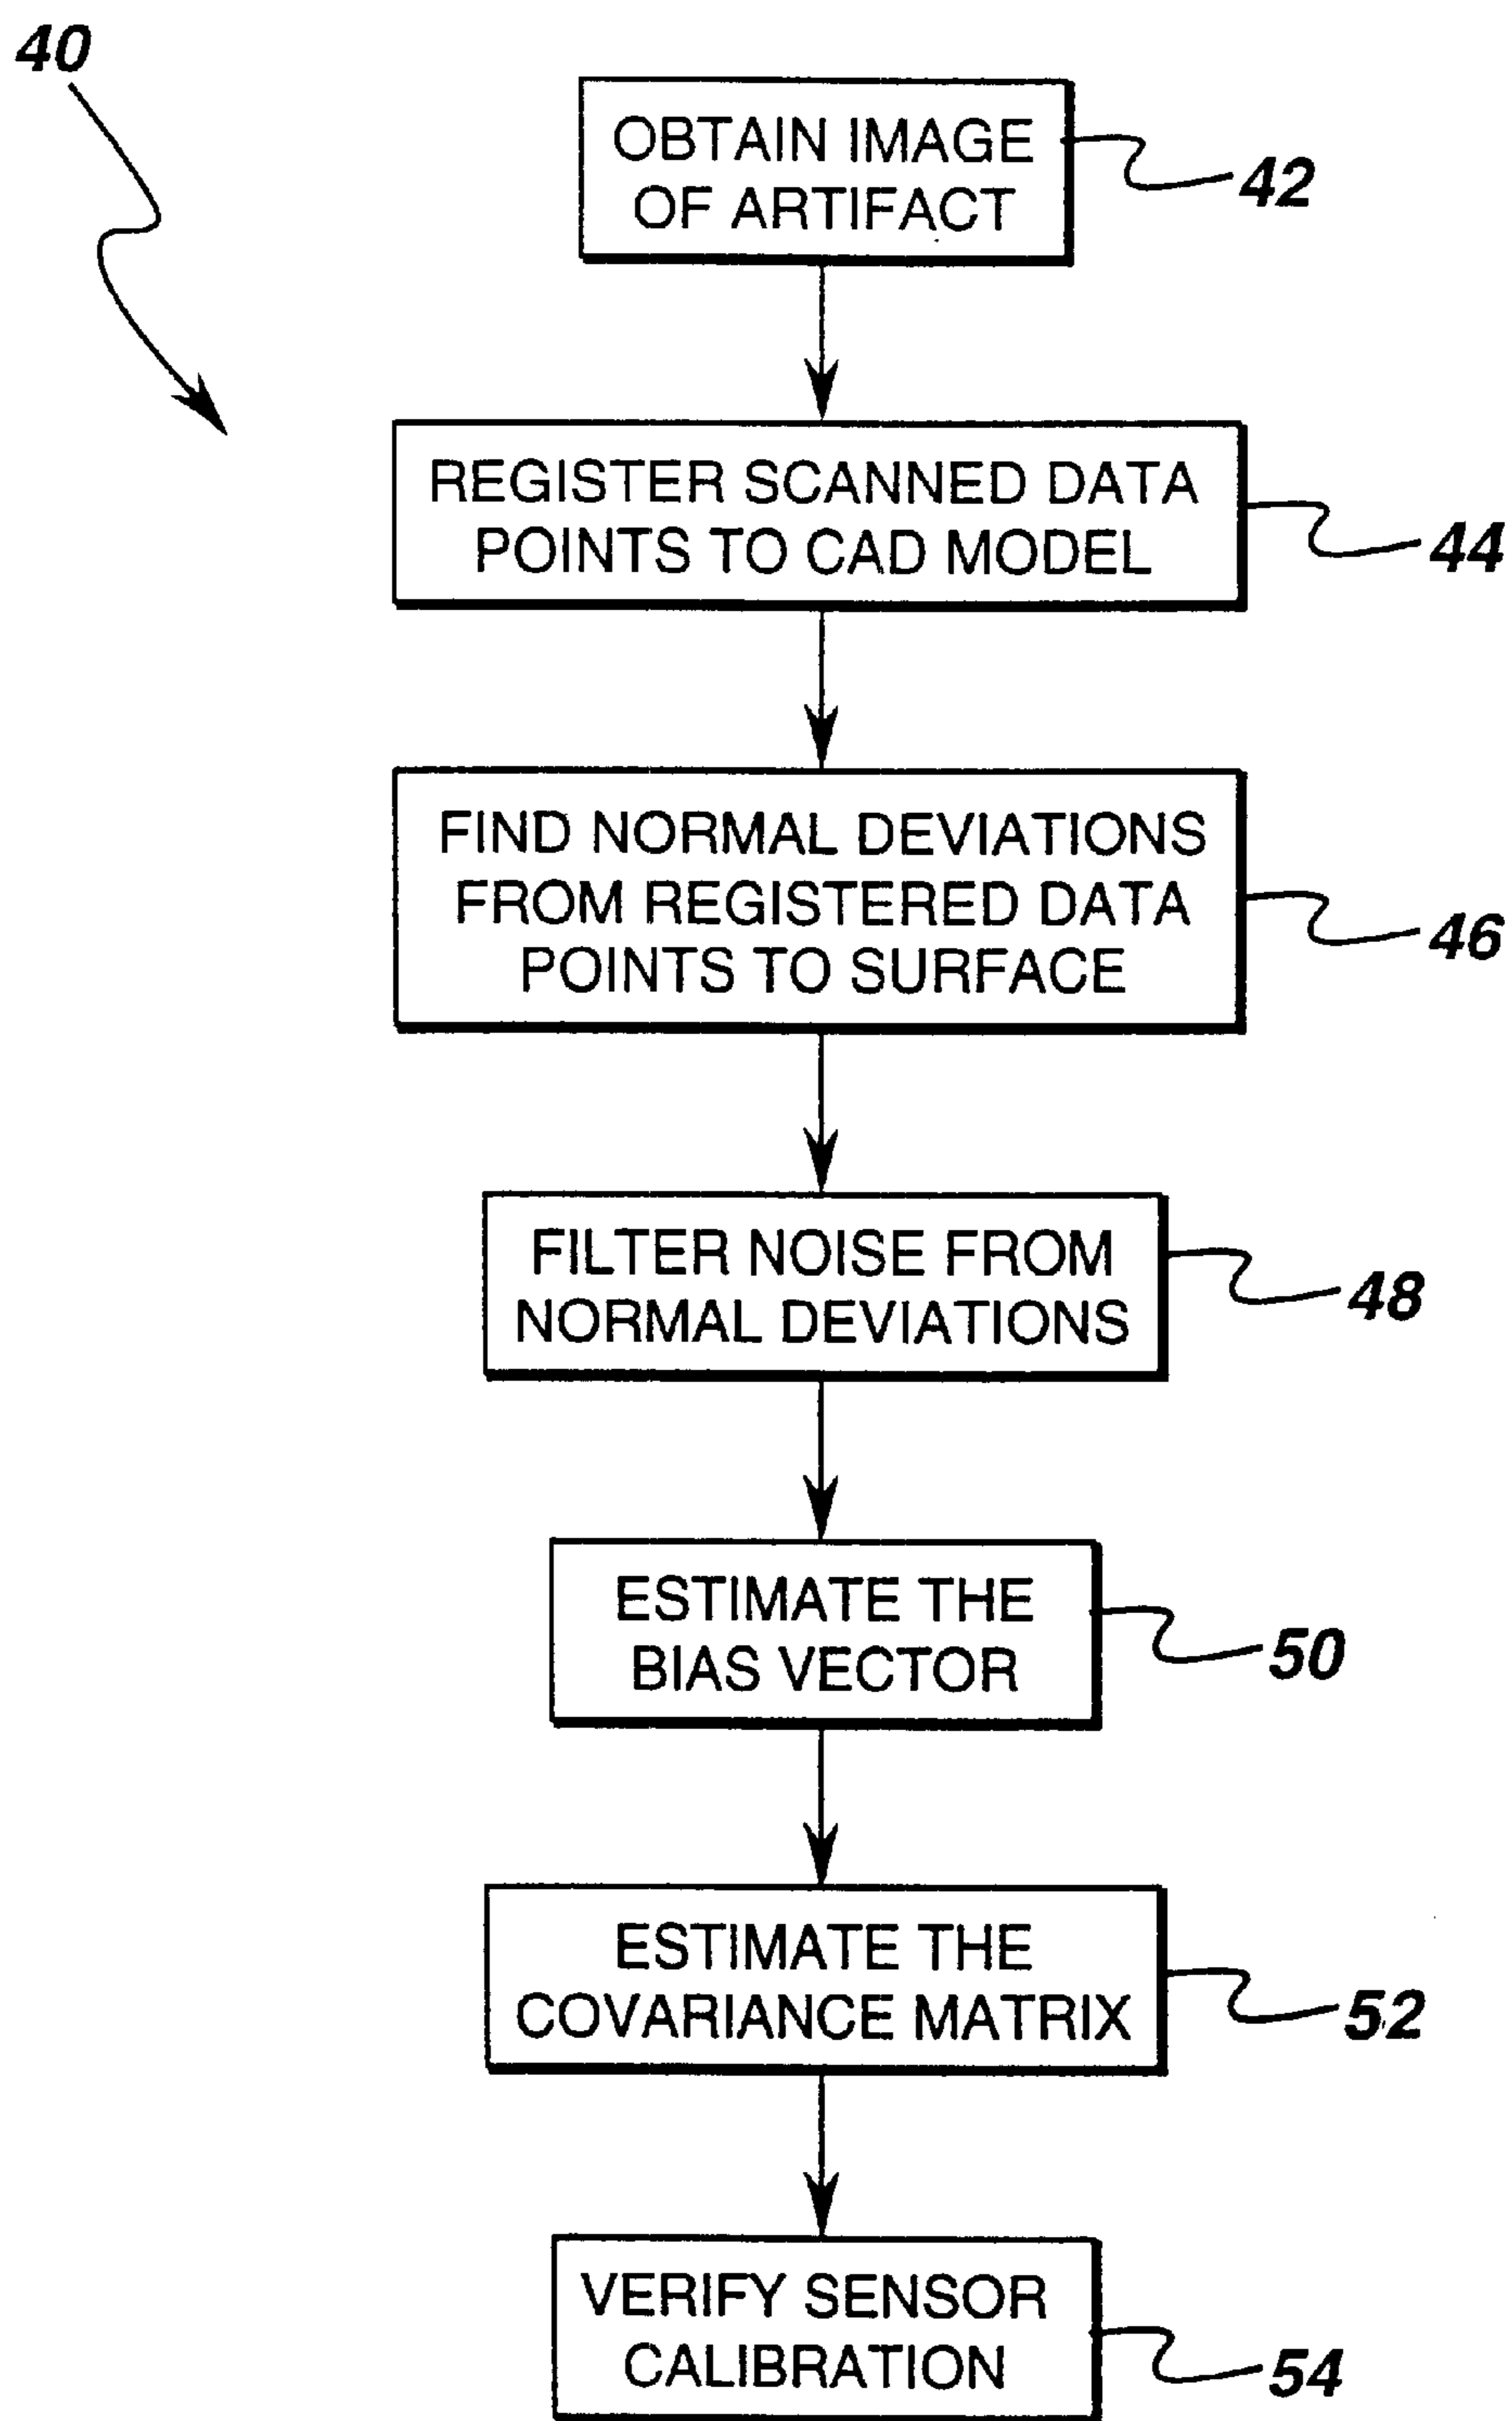 40
OBTAIN IMAGE
OF ARTIFACT
42
REGISTER SCANNED DATA
POINTS TO CAD MODEL
44
FIND NORMAL DEVIATIONS
FROM REGISTERED DATA
POINTS TO SURFACE
46
FILTER NOISE FROM
NORMAL DEVIATIONS
48
ESTIMATE THE
BIAS VECTOR
50
ESTIMATE THE
COVARIANCE MATRIX
52
VERIFY SENSOR
CALIBRATION
54